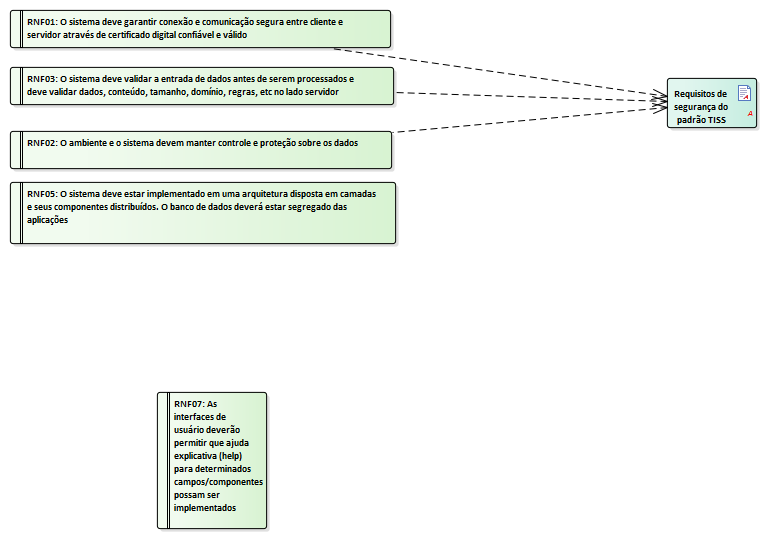 RNF01: O sistema deve garantir conexão e comunicação segura entre cliente e
servidor através de certificado digital confiável e válido
RNF03: O sistema deve validar a entrada de dados antes de serem processados e
deve validar dados, conteúdo, tamanho, domínio, regras, etc no lado servidor
Requisitos de
segurança do
padrão TISS
A
RNF02: O ambiente e o sistema devem manter controle e proteção sobre os dados
RNF05: O sistema deve estar implementado em uma arquitetura disposta em camadas
e seus componentes distribuídos. O banco de dados deverá estar segregado das
aplicações
RNF07: As
interfaces de
usuário deverão
permitir que ajuda
explicativa (help)
para determinados
campos/componentes
possam ser
implementados